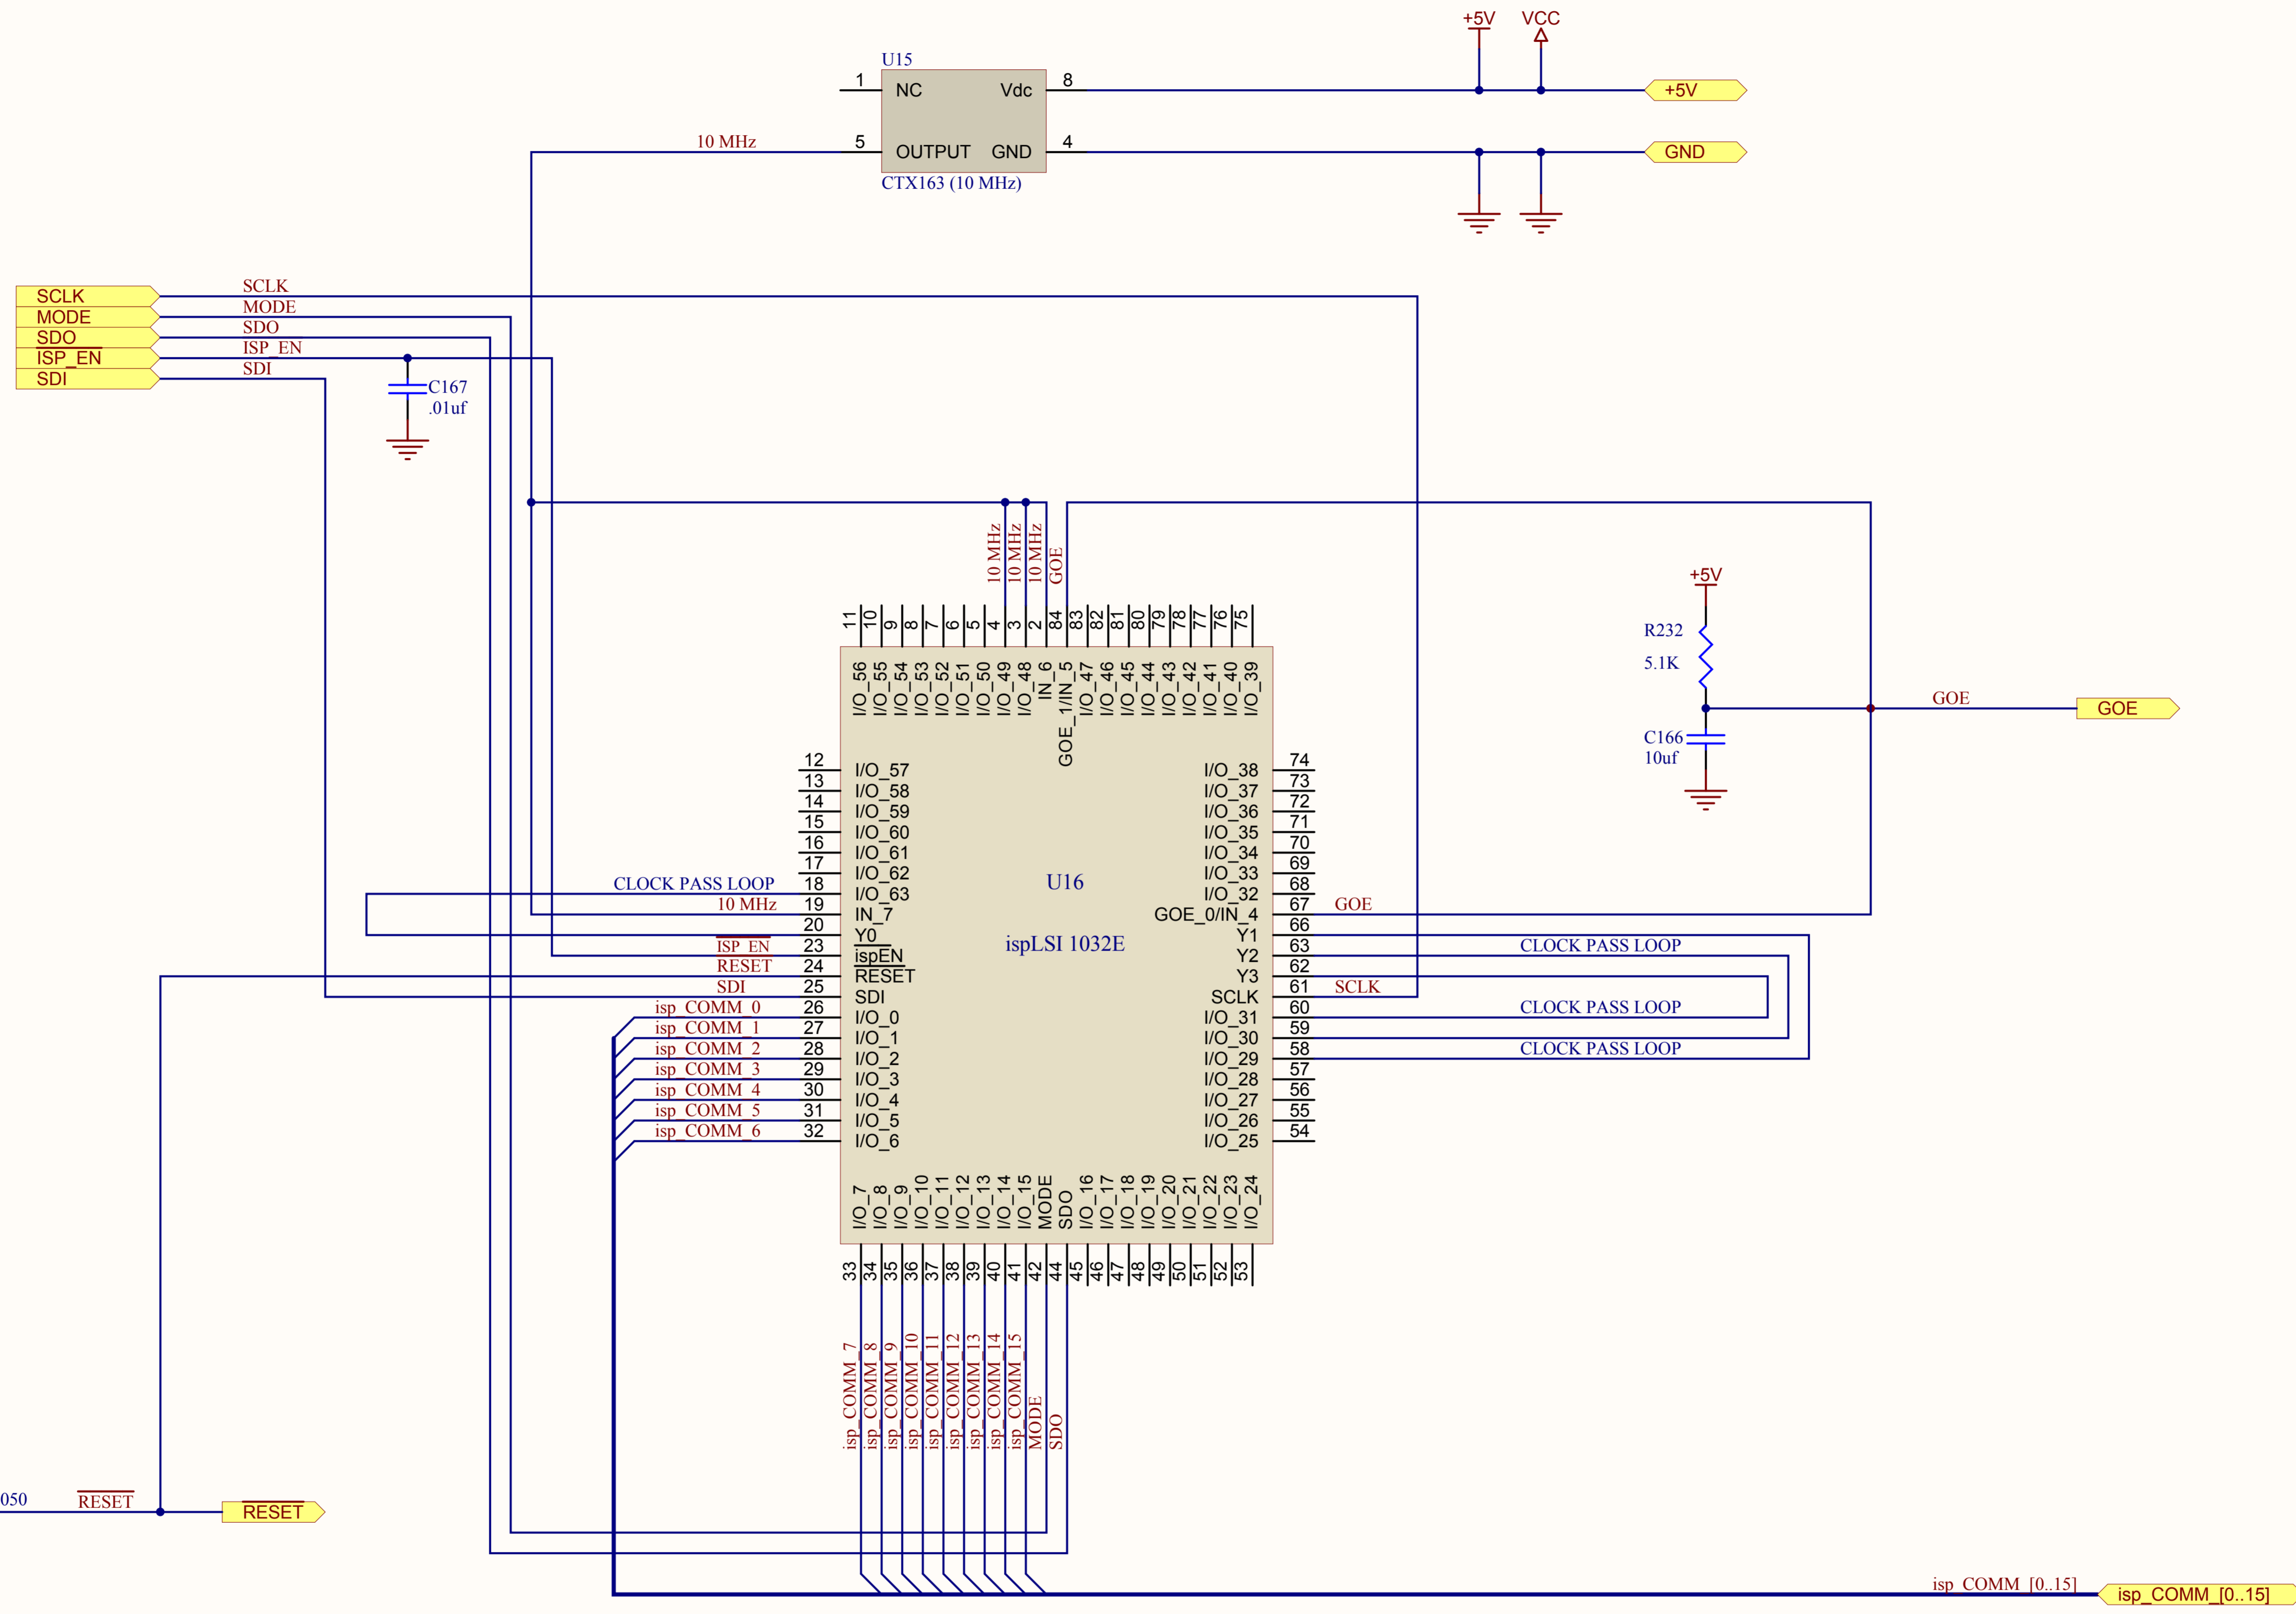 +5V VCC
U15
1 NC Vdc 8 +5V
10 MHz 5 OUTPUT GND 4 GND
CTX163 (10 MHz)
SCLK SCLK
MODE MODE
SDO SDO
ISP_EN ISP_EN
SDI SDI
C167
.01uf
10 MHz
10 MHz
10 MHz
GOE
+5V
R232
5.1K
GOE GOE
C166
10uf
11 10 9 8 7 6 5 4 3 2 84 83 82 81 80 79 78 77 76 75
I/O_56 I/O_55 I/O_54 I/O_53 I/O_52 I/O_51 I/O_50 I/O_49 I/O_48 IN_6 GOE_1/IN_5 I/O_47 I/O_46 I/O_45 I/O_44 I/O_43 I/O_42 I/O_41 I/O_40 I/O_39
12 I/O_57 I/O_38 74
13 I/O_58 I/O_37 73
14 I/O_59 I/O_36 72
15 I/O_60 I/O_35 71
16 I/O_61 I/O_34 70
17 I/O_62 I/O_33 69
CLOCK PASS LOOP 18 I/O_63 I/O_32 68
U16
10 MHz 19 IN_7 GOE_0/IN_4 67 GOE
20 Y0 Y1 66
ispLSI 1032E
ISP_EN 23 ispEN Y2 63 CLOCK PASS LOOP
RESET 24 RESET Y3 62
SDI 25 SDI SCLK 61 SCLK
isp_COMM_0 26 I/O_0 I/O_31 60 CLOCK PASS LOOP
isp_COMM_1 27 I/O_1 I/O_30 59
isp_COMM_2 28 I/O_2 I/O_29 58 CLOCK PASS LOOP
isp_COMM_3 29 I/O_3 I/O_28 57
isp_COMM_4 30 I/O_4 I/O_27 56
isp_COMM_5 31 I/O_5 I/O_26 55
isp_COMM_6 32 I/O_6 I/O_25 54
I/O_7 I/O_8 I/O_9 I/O_10 I/O_11 I/O_12 I/O_13 I/O_14 I/O_15 MODE SDO I/O_16 I/O_17 I/O_18 I/O_19 I/O_20 I/O_21 I/O_22 I/O_23 I/O_24
33 34 35 36 37 38 39 40 41 42 44 45 46 47 48 49 50 51 52 53
isp_COMM_7
isp_COMM_8
isp_COMM_9
isp_COMM_10
isp_COMM_11
isp_COMM_12
isp_COMM_13
isp_COMM_14
isp_COMM_15
MODE
SDO
050 RESET RESET
isp_COMM_[0..15] isp_COMM_[0..15]